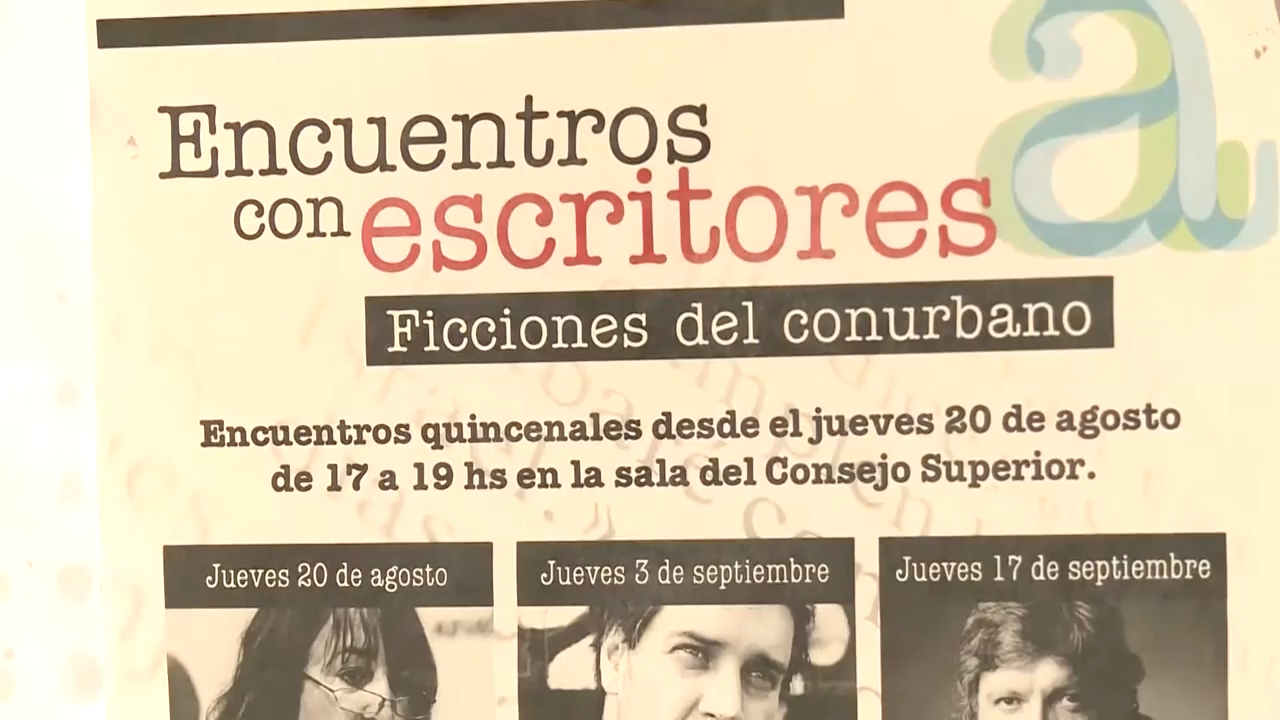 Encuentros
con escritores
Ficciones del conurbano
Encuentros quincenales desde el jueves 20 de agosto
de 17 a 19 hs en la sala del Consejo Superior.
Jueves 20 de agosto
Jueves 3 de septiembre
Jueves 17 de septiembre